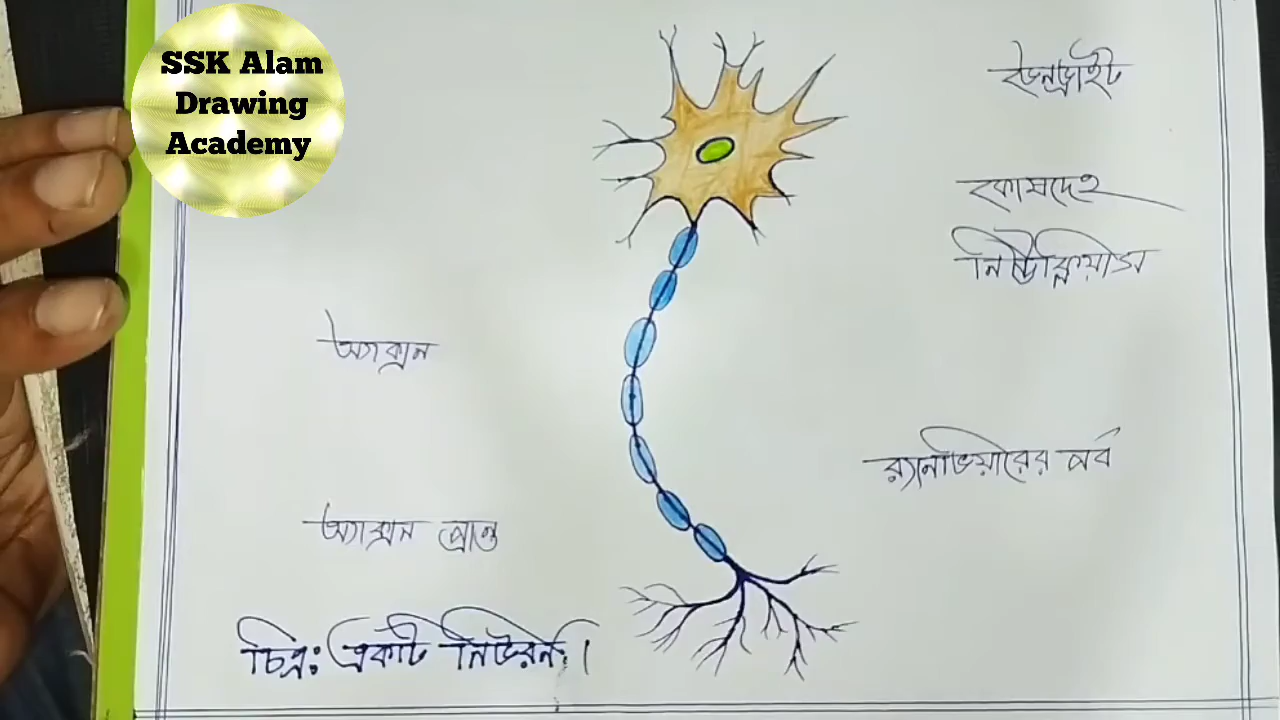 SSK Alam
Drawing
Academy
ডেনড্রাইট
কোষদেহ
নিউক্লিয়াস
অ্যাক্সন
র‍্যানভিয়ারের পর্ব
অ্যাক্সন প্রান্ত
চিত্র: একটি নিউরন।